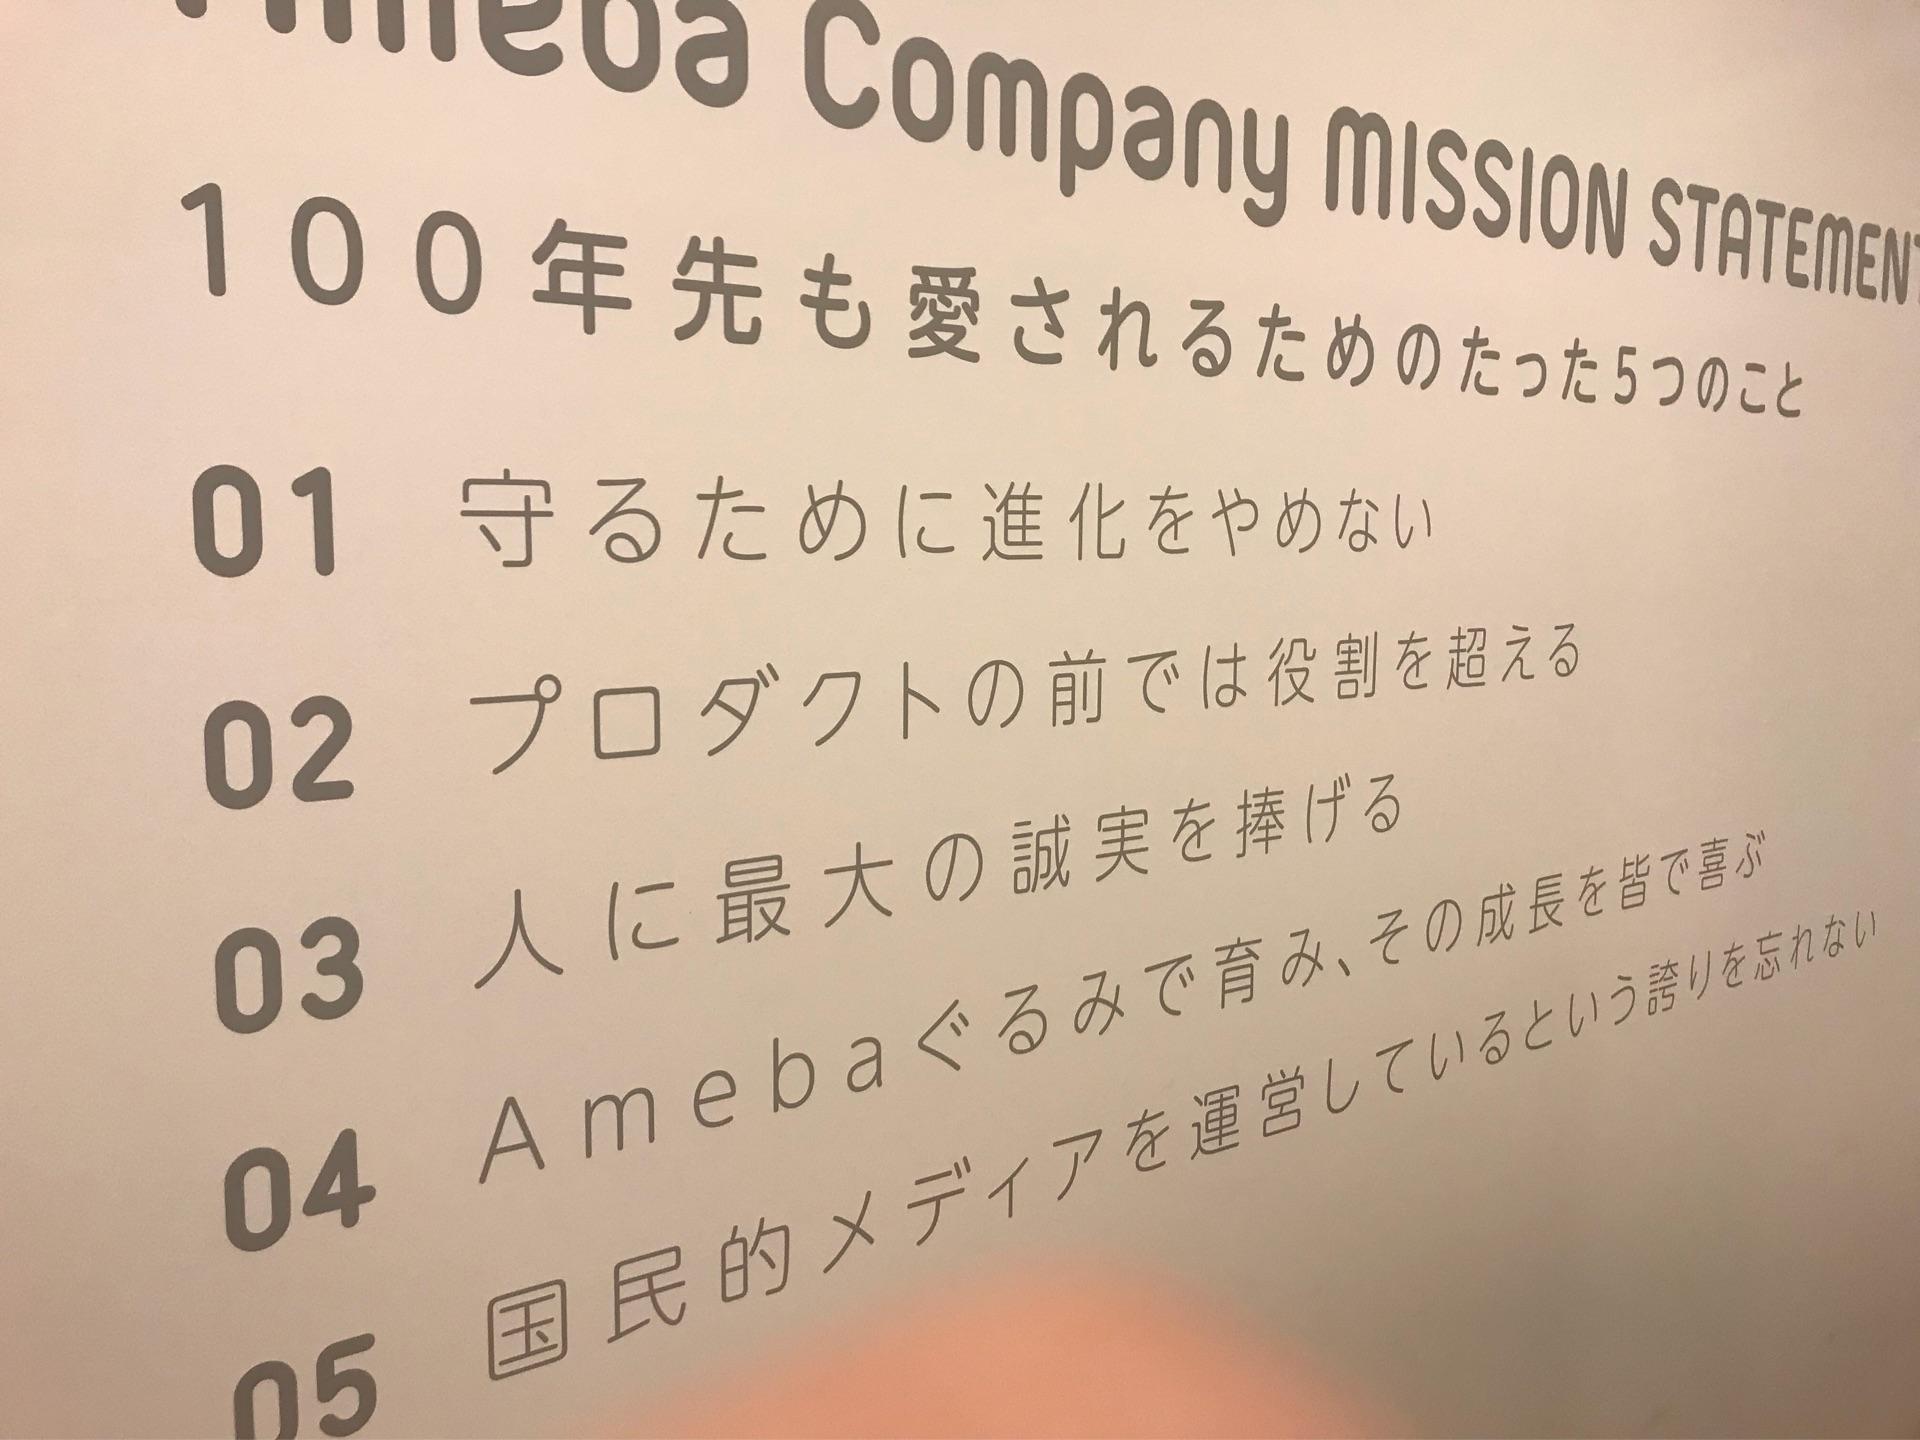 Ameba Company MISSION STATEMENT
100年先も愛されるためのたった5つのこと
01 守るために進化をやめない
02 プロダクトの前では役割を超える
03 人に最大の誠実を捧げる
04 Amebaぐるみで育み、その成長を皆で喜ぶ
05 国民的メディアを運営しているという誇りを忘れない